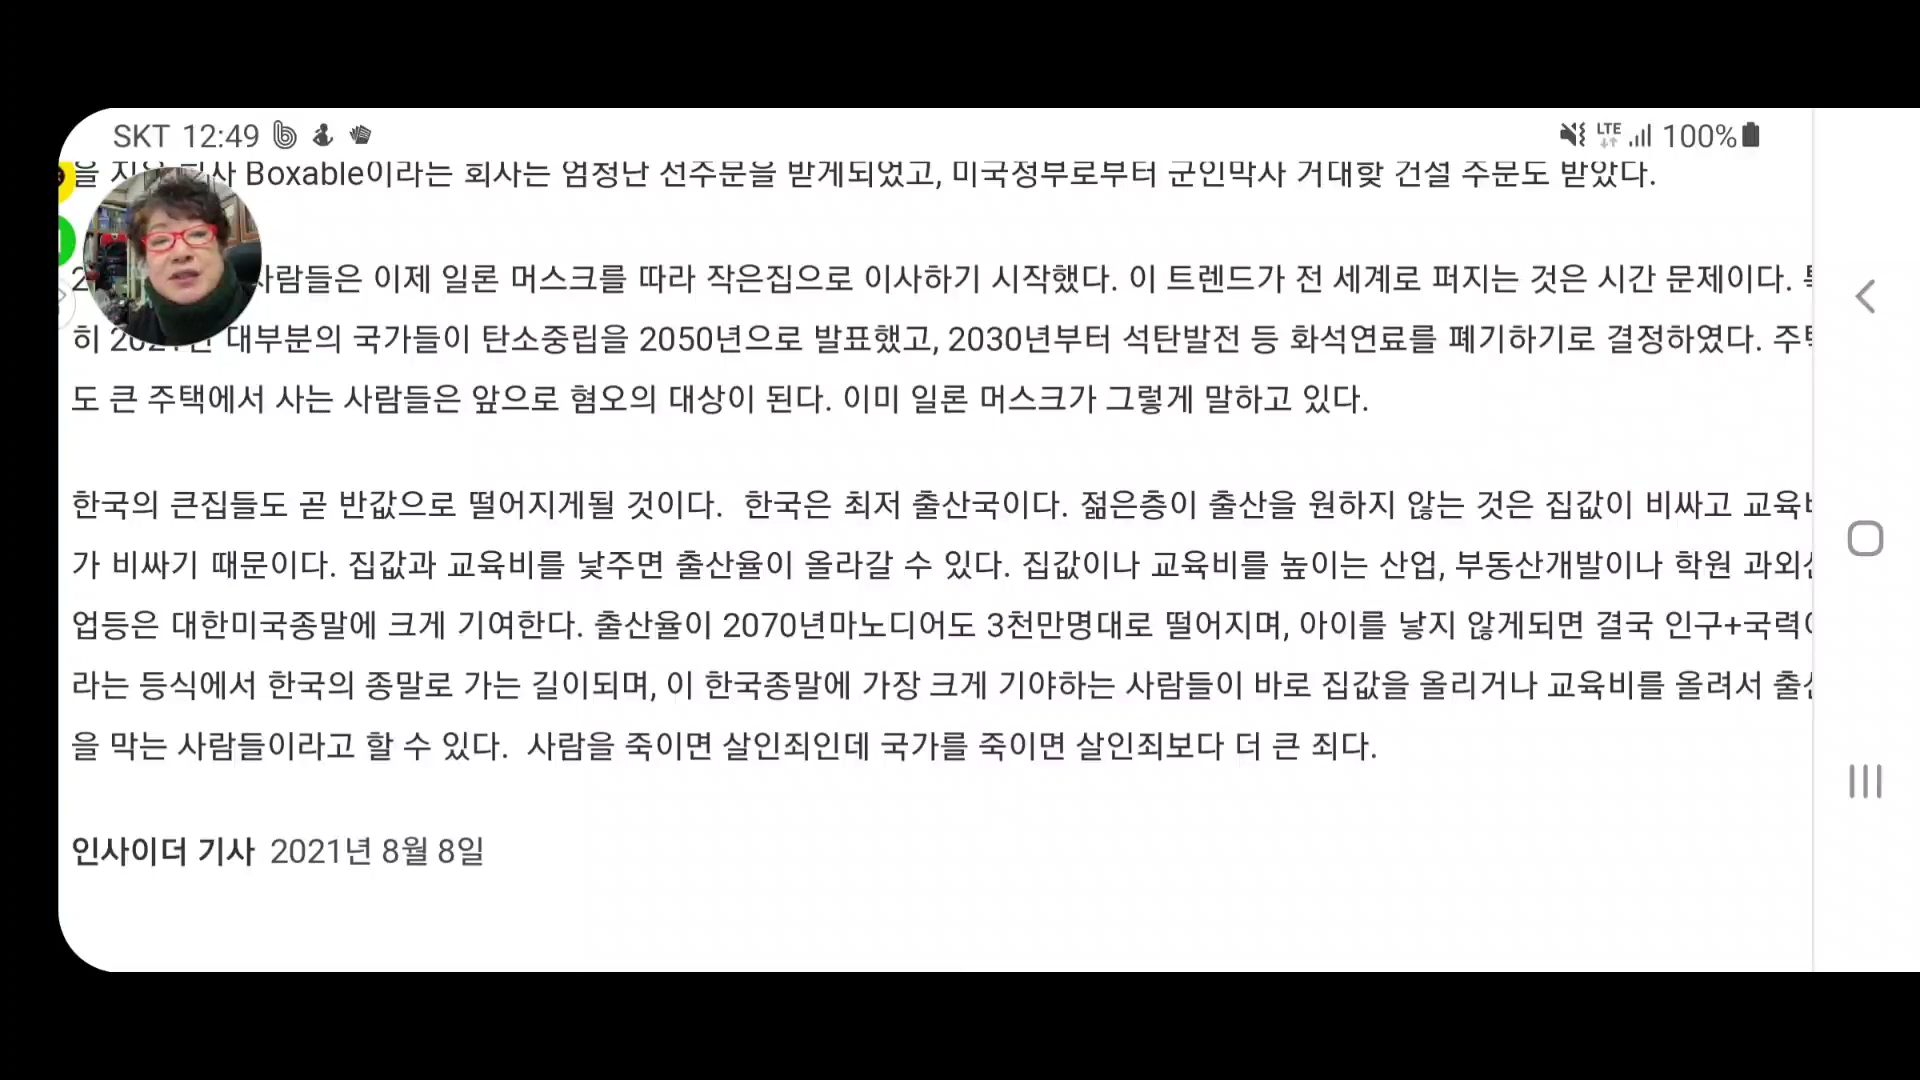 SKT 12:49 LTE 100%
을 지 사 Boxable이라는 회사는 엄청난 선주문을 받게되었고, 미국정부로부터 군인막사 거대핮 건설 주문도 받았다.
사람들은 이제 일론 머스크를 따라 작은집으로 이사하기 시작했다. 이 트렌드가 전 세계로 퍼지는 것은 시간 문제이다.
히 대부분의 국가들이 탄소중립을 2050년으로 발표했고, 2030년부터 석탄발전 등 화석연료를 폐기하기로 결정하였다.
도 큰 주택에서 사는 사람들은 앞으로 혐오의 대상이 된다. 이미 일론 머스크가 그렇게 말하고 있다.
한국의 큰집들도 곧 반값으로 떨어지게될 것이다. 한국은 최저 출산국이다. 젊은층이 출산을 원하지 않는 것은 집값이 비싸고
가 비싸기 때문이다. 집값과 교육비를 낮주면 출산율이 올라갈 수 있다. 집값이나 교육비를 높이는 산업, 부동산개발이나 학원
업등은 대한미국종말에 크게 기여한다. 출산율이 2070년마노디어도 3천만명대로 떨어지며, 아이를 낳지 않게되면 결국
라는 등식에서 한국의 종말로 가는 길이되며, 이 한국종말에 가장 크게 기야하는 사람들이 바로 집값을 올리거나 교육비를 올려서
을 막는 사람들이라고 할 수 있다. 사람을 죽이면 살인죄인데 국가를 죽이면 살인죄보다 더 큰 죄다.
인사이더 기사 2021년 8월 8일